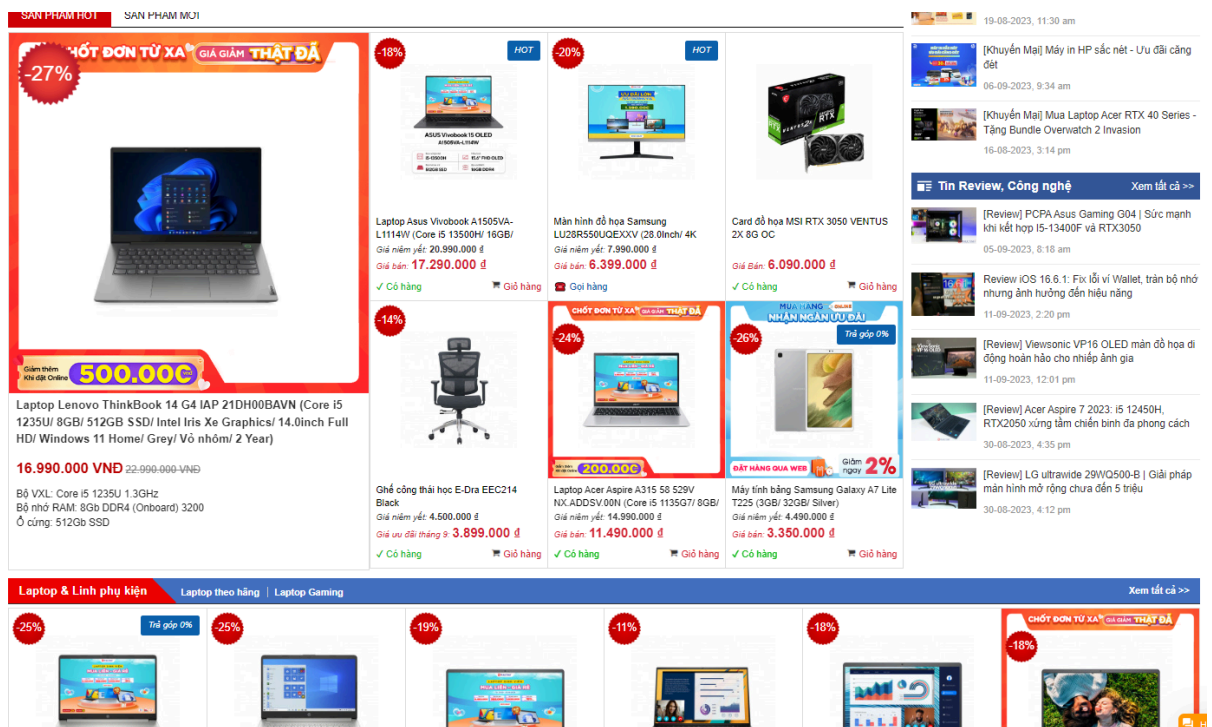 SẢN PHẨM HOT
SẢN PHẨM MỚI
-27%
CHỐT ĐƠN TỪ XA
GIÁ GIẢM THẬT ĐÃ
Giảm thêm
Khi đặt Online
500.000
Laptop Lenovo ThinkBook 14 G4 IAP 21DH00BAVN (Core i5
1235U/ 8GB/ 512GB SSD/ Intel Iris Xe Graphics/ 14.0inch Full
HD/ Windows 11 Home/ Grey/ Vỏ nhôm/ 2 Year)
16.990.000 VNĐ 22.990.000 VNĐ
Bộ VXL: Core i5 1235U 1.3GHz
Bộ nhớ RAM: 8Gb DDR4 (Onboard) 3200
Ổ cứng: 512Gb SSD
-18%
HOT
ASUS Vivobook 15 OLED
A1505VA-L1114W
i5-13500H
15.6" FHD OLED
512GB SSD
16GB DDR4
Laptop Asus Vivobook A1505VA-
L1114W (Core i5 13500H/ 16GB/
Giá niêm yết: 20.990.000 ₫
Giá bán: 17.290.000 ₫
✓ Có hàng
Giỏ hàng
-20%
HOT
ƯU ĐÃI LỚN
Màn hình đồ họa Samsung
LU28R550UQEXXV (28.0Inch/ 4K
Giá niêm yết: 7.990.000 ₫
Giá bán: 6.399.000 ₫
Gọi hàng
Card đồ họa MSI RTX 3050 VENTUS
2X 8G OC
Giá Bán: 6.090.000 ₫
✓ Có hàng
Giỏ hàng
-14%
Ghế công thái học E-Dra EEC214
Black
Giá niêm yết: 4.500.000 ₫
Giá ưu đãi tháng 9: 3.899.000 ₫
✓ Có hàng
Giỏ hàng
CHỐT ĐƠN TỪ XA
GIÁ GIẢM THẬT ĐÃ
-24%
200.000
Laptop Acer Aspire A315 58 529V
NX.ADDSV.00N (Core i5 1135G7/ 8GB/
Giá niêm yết: 14.990.000 ₫
Giá bán: 11.490.000 ₫
✓ Có hàng
Giỏ hàng
MUA HÀNG ONLINE
NHẬN NGÀN ƯU ĐÃI
-26%
Trả góp 0%
ĐẶT HÀNG QUA WEB
Giảm
ngay 2%
Máy tính bảng Samsung Galaxy A7 Lite
T225 (3GB/ 32GB/ Silver)
Giá niêm yết: 4.490.000 ₫
Giá bán: 3.350.000 ₫
✓ Có hàng
Giỏ hàng
19-08-2023, 11:30 am
[Khuyến Mại] Máy in HP sắc nét - Ưu đãi căng
đét
06-09-2023, 9:34 am
[Khuyến Mại] Mua Laptop Acer RTX 40 Series -
Tặng Bundle Overwatch 2 Invasion
16-08-2023, 3:14 pm
Tin Review, Công nghệ
Xem tất cả >>
[Review] PCPA Asus Gaming G04 | Sức mạnh
khi kết hợp I5-13400F và RTX3050
05-09-2023, 8:18 am
Review iOS 16.6.1: Fix lỗi ví Wallet, tràn bộ nhớ
nhưng ảnh hưởng đến hiệu năng
11-09-2023, 2:20 pm
[Review] Viewsonic VP16 OLED màn đồ họa di
động hoàn hảo cho nhiếp ảnh gia
11-09-2023, 12:01 pm
[Review] Acer Aspire 7 2023: i5 12450H,
RTX2050 xứng tầm chiến binh đa phong cách
30-08-2023, 4:35 pm
[Review] LG ultrawide 29WQ500-B | Giải pháp
màn hình mở rộng chưa đến 5 triệu
30-08-2023, 4:12 pm
Laptop & Linh phụ kiện
Laptop theo hãng | Laptop Gaming
Xem tất cả >>
-25%
Trả góp 0%
-25%
-19%
-11%
-18%
CHỐT ĐƠN TỪ XA
GIÁ GIẢM THẬT ĐÃ
-18%